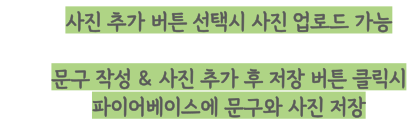 사진 추가 버튼 선택시 사진 업로드 가능
문구 작성 & 사진 추가 후 저장 버튼 클릭시
파이어베이스에 문구와 사진 저장